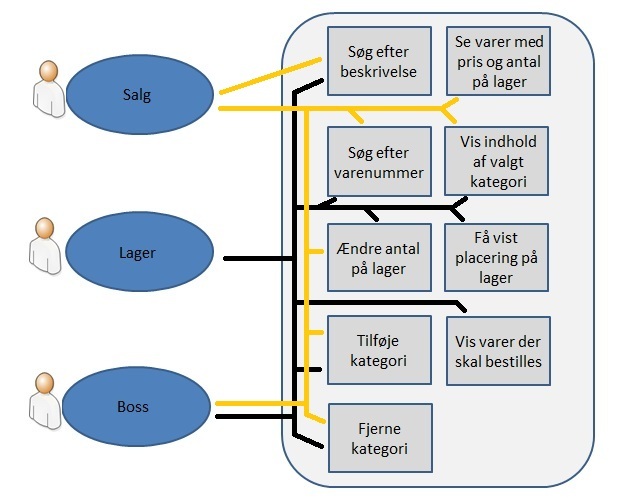 Salg
Lager
Boss
Søg efter
beskrivelse
Se varer med
pris og antal
på lager
Søg efter
varenummer
Vis indhold
af valgt
kategori
Ændre antal
på lager
Få vist
placering på
lager
Tilføje
kategori
Vis varer der
skal bestilles
Fjerne
kategori